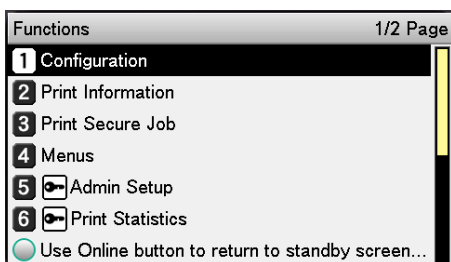 Functions 1/2 Page
1 Configuration
2 Print Information
3 Print Secure Job
4 Menus
5 Admin Setup
6 Print Statistics
Use Online button to return to standby screen...